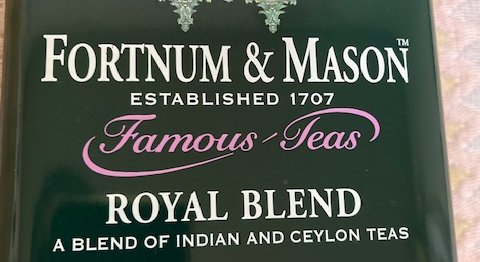 FORTNUM & MASON™
ESTABLISHED 1707
Famous Teas
ROYAL BLEND
A BLEND OF INDIAN AND CEYLON TEAS